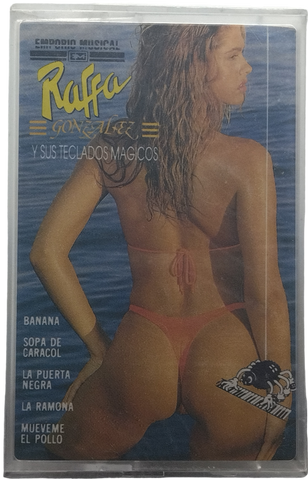 EMPORIO MUSICAL
Raffa
GONZALEZ
Y SUS TECLADOS MAGICOS
BANANA
SOPA DE
CARACOL
LA PUERTA
NEGRA
LA RAMONA
MUEVEME
EL POLLO